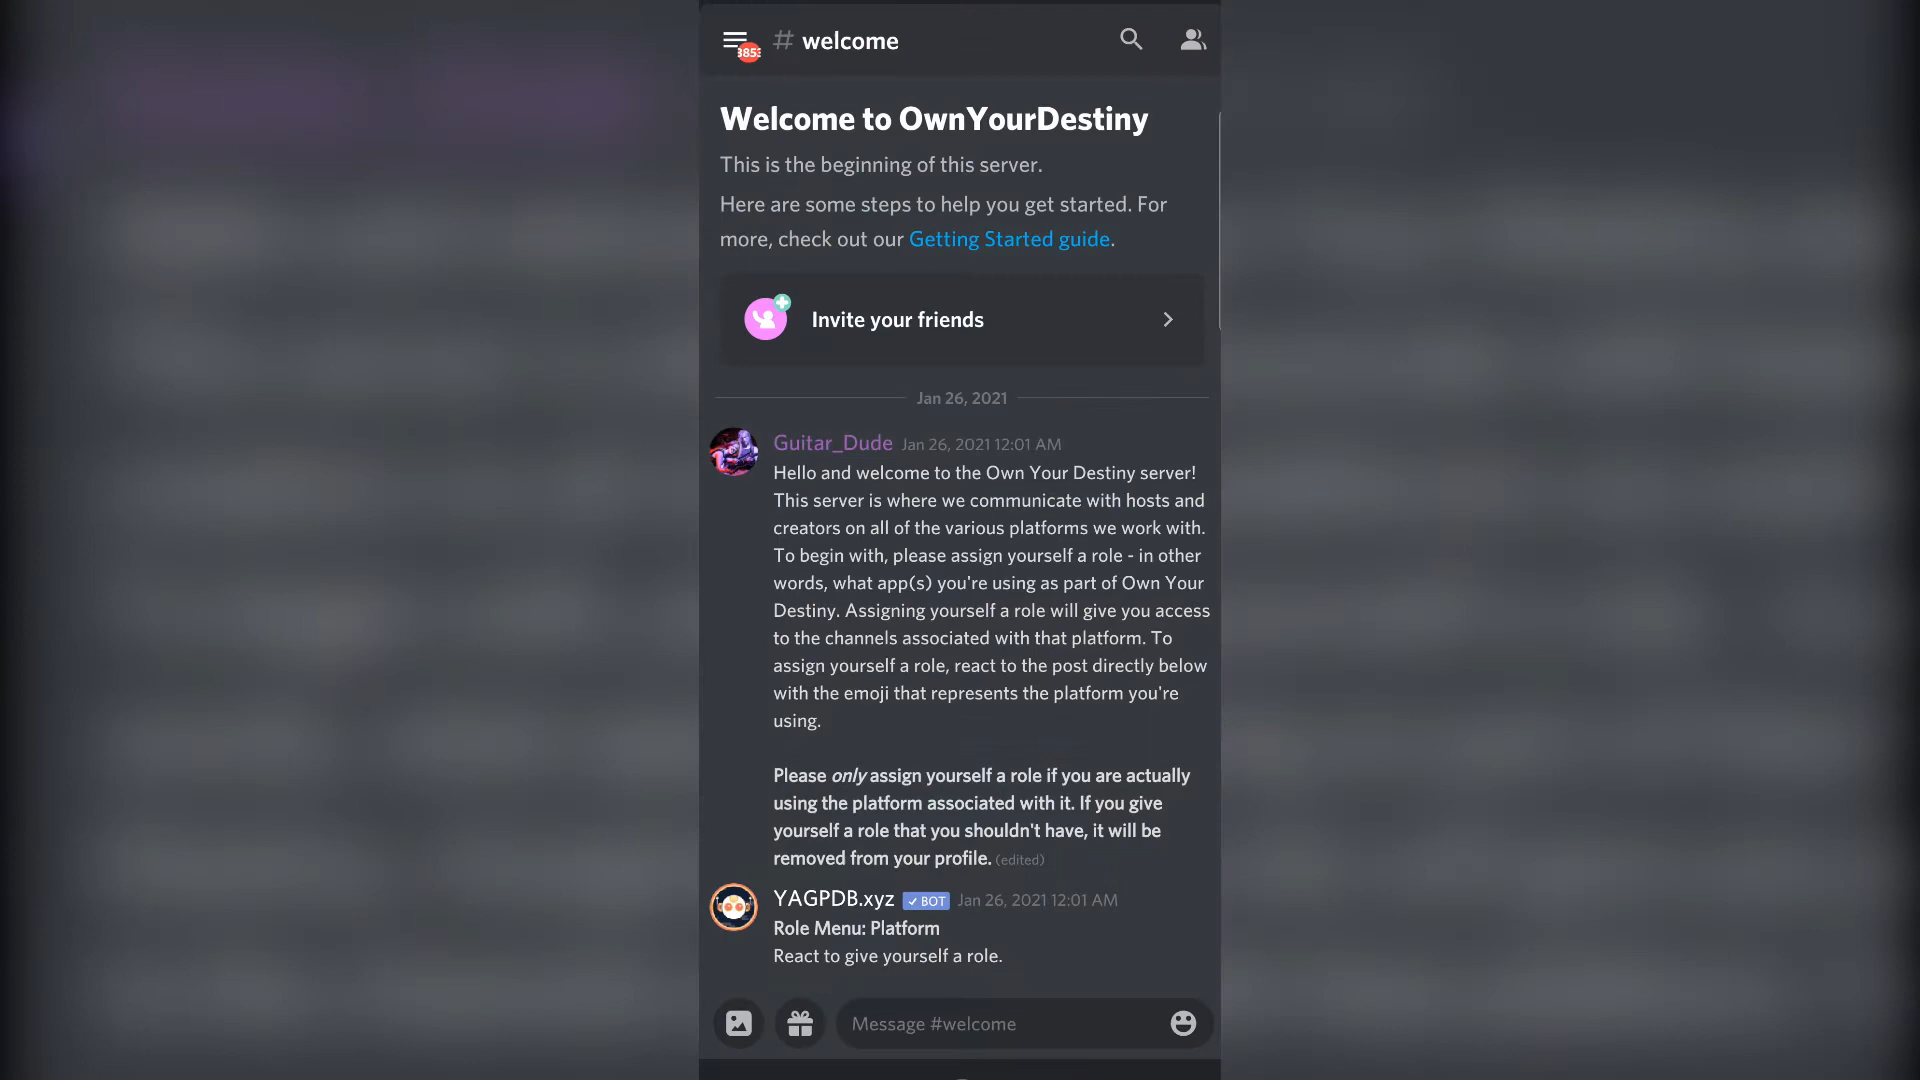 # welcome
Welcome to OwnYourDestiny
This is the beginning of this server.
Here are some steps to help you get started. For
more, check out our Getting Started guide.
Invite your friends
Jan 26, 2021
Guitar_Dude Jan 26, 2021 12:01 AM
Hello and welcome to the Own Your Destiny server!
This server is where we communicate with hosts and
creators on all of the various platforms we work with.
To begin with, please assign yourself a role - in other
words, what app(s) you're using as part of Own Your
Destiny. Assigning yourself a role will give you access
to the channels associated with that platform. To
assign yourself a role, react to the post directly below
with the emoji that represents the platform you're
using.
Please only assign yourself a role if you are actually
using the platform associated with it. If you give
yourself a role that you shouldn't have, it will be
removed from your profile. (edited)
YAGPDB.xyz ✓ BOT Jan 26, 2021 12:01 AM
Role Menu: Platform
React to give yourself a role.
Message #welcome